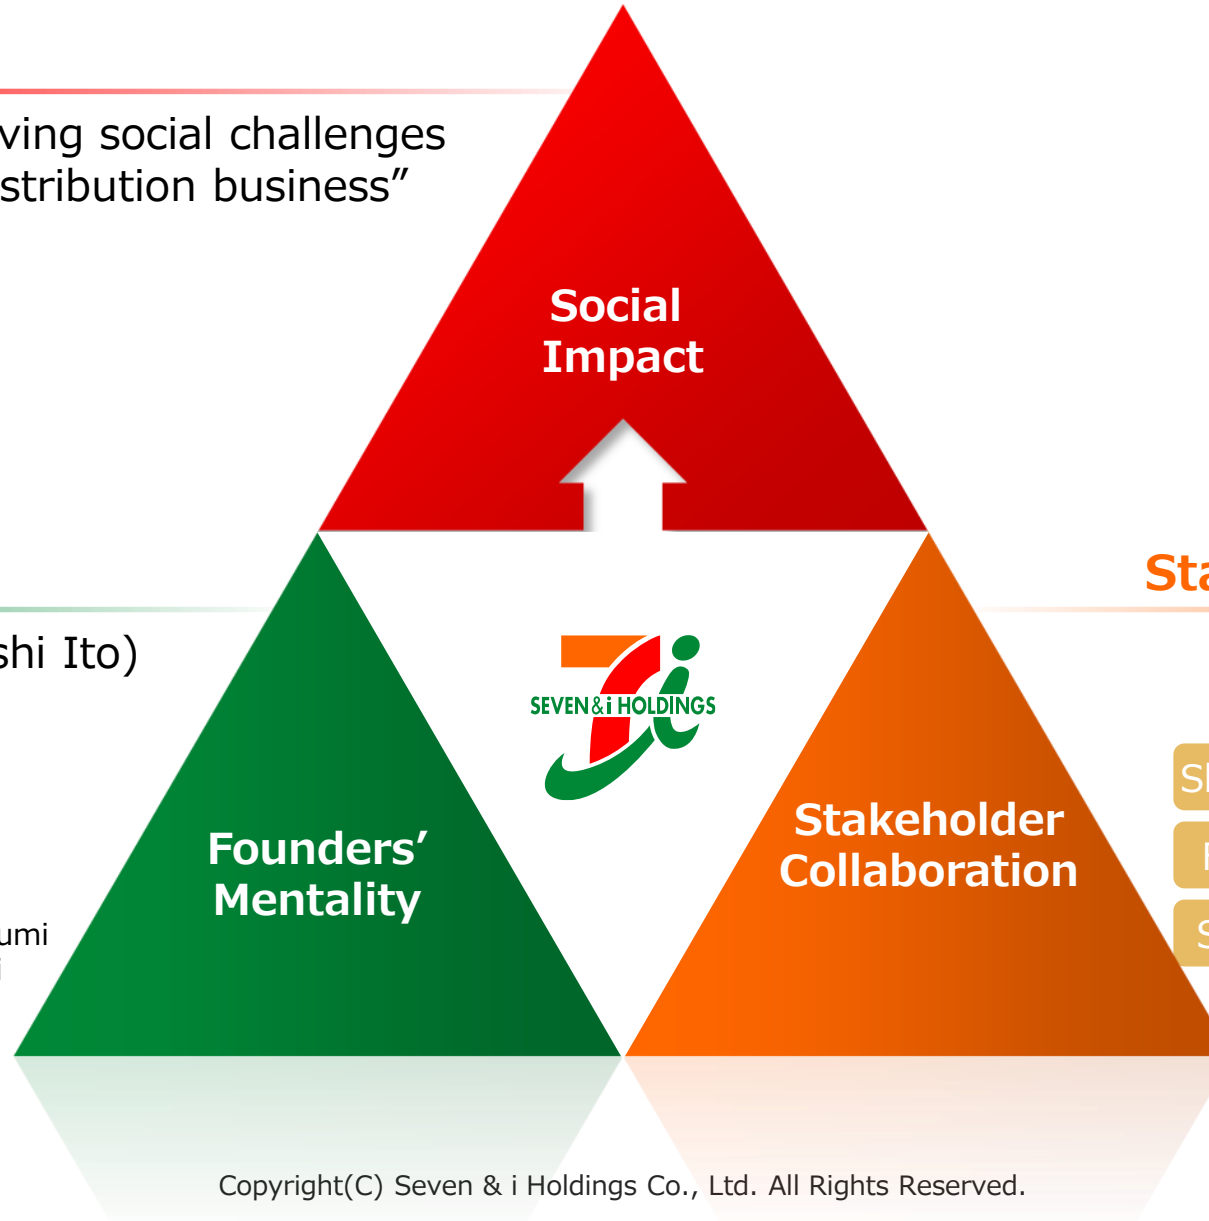 ving social challenges
stribution business”
Social
Impact
Sta
shi Ito)
SEVEN&i HOLDINGS
Stakeholder
Collaboration
Founders’
Mentality
umi
i
Copyright(C) Seven & i Holdings Co., Ltd. All Rights Reserved.